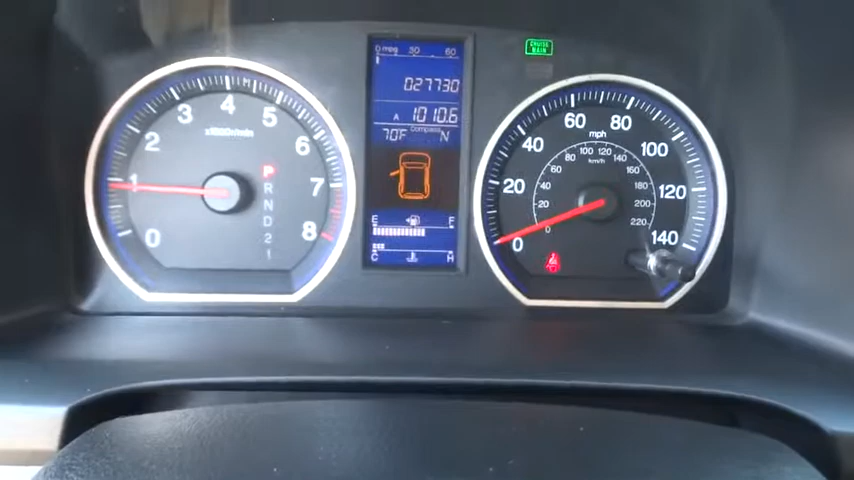 0 mpg 30 60
027730
A 1010.6
70°F Compass N
E F
C H
CRUISE MAIN
0 1 2 3 4 5 6 7 8
x1000r/min
P
R
N
D
2
1
0 20 40 60 80 100 120 140
mph
0 20 40 60 80 100 120 140 160 180 200 220
km/h